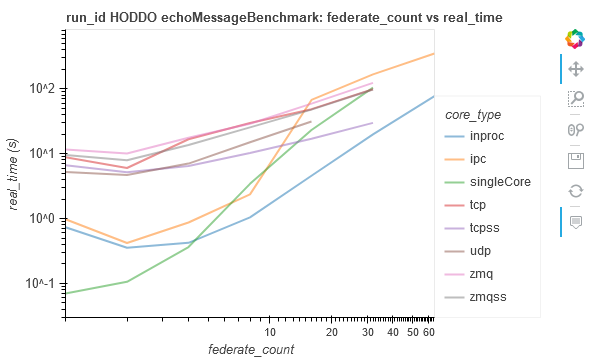 run_id HODDO echoMessageBenchmark: federate_count vs real_time
real_time (s)
10^2
10^1
10^0
10^-1
10
20
30
40
50
60
federate_count
core_type
inproc
ipc
singleCore
tcp
tcpss
udp
zmq
zmqss